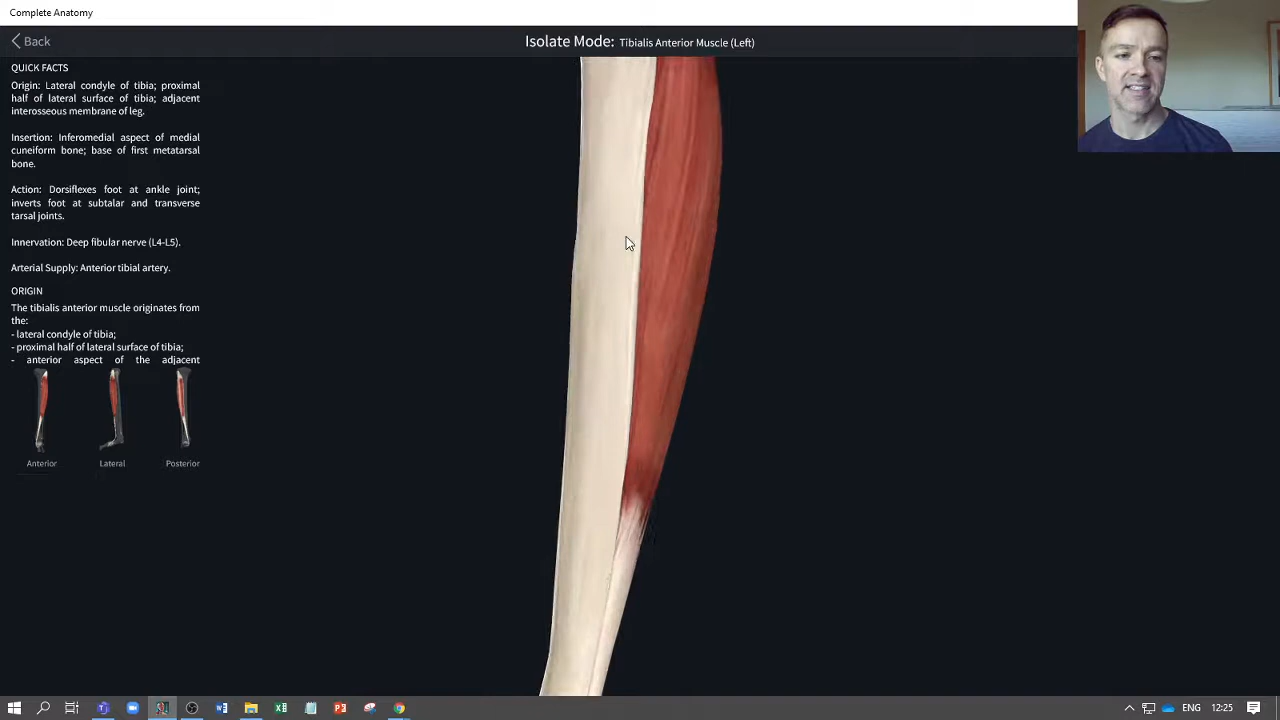 Complete Anatomy
Back
Isolate Mode: Tibialis Anterior Muscle (Left)
QUICK FACTS
Origin: Lateral condyle of tibia; proximal
half of lateral surface of tibia; adjacent
interosseous membrane of leg.
Insertion: Inferomedial aspect of medial
cuneiform bone; base of first metatarsal
bone.
Action: Dorsiflexes foot at ankle joint;
inverts foot at subtalar and transverse
tarsal joints.
Innervation: Deep fibular nerve (L4-L5).
Arterial Supply: Anterior tibial artery.
ORIGIN
The tibialis anterior muscle originates from
the:
- lateral condyle of tibia;
- proximal half of lateral surface of tibia;
- anterior aspect of the adjacent
Anterior Lateral Posterior
ENG 12:25